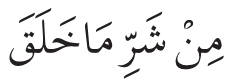 مِنْ شَرِّ مَا خَلَقَ